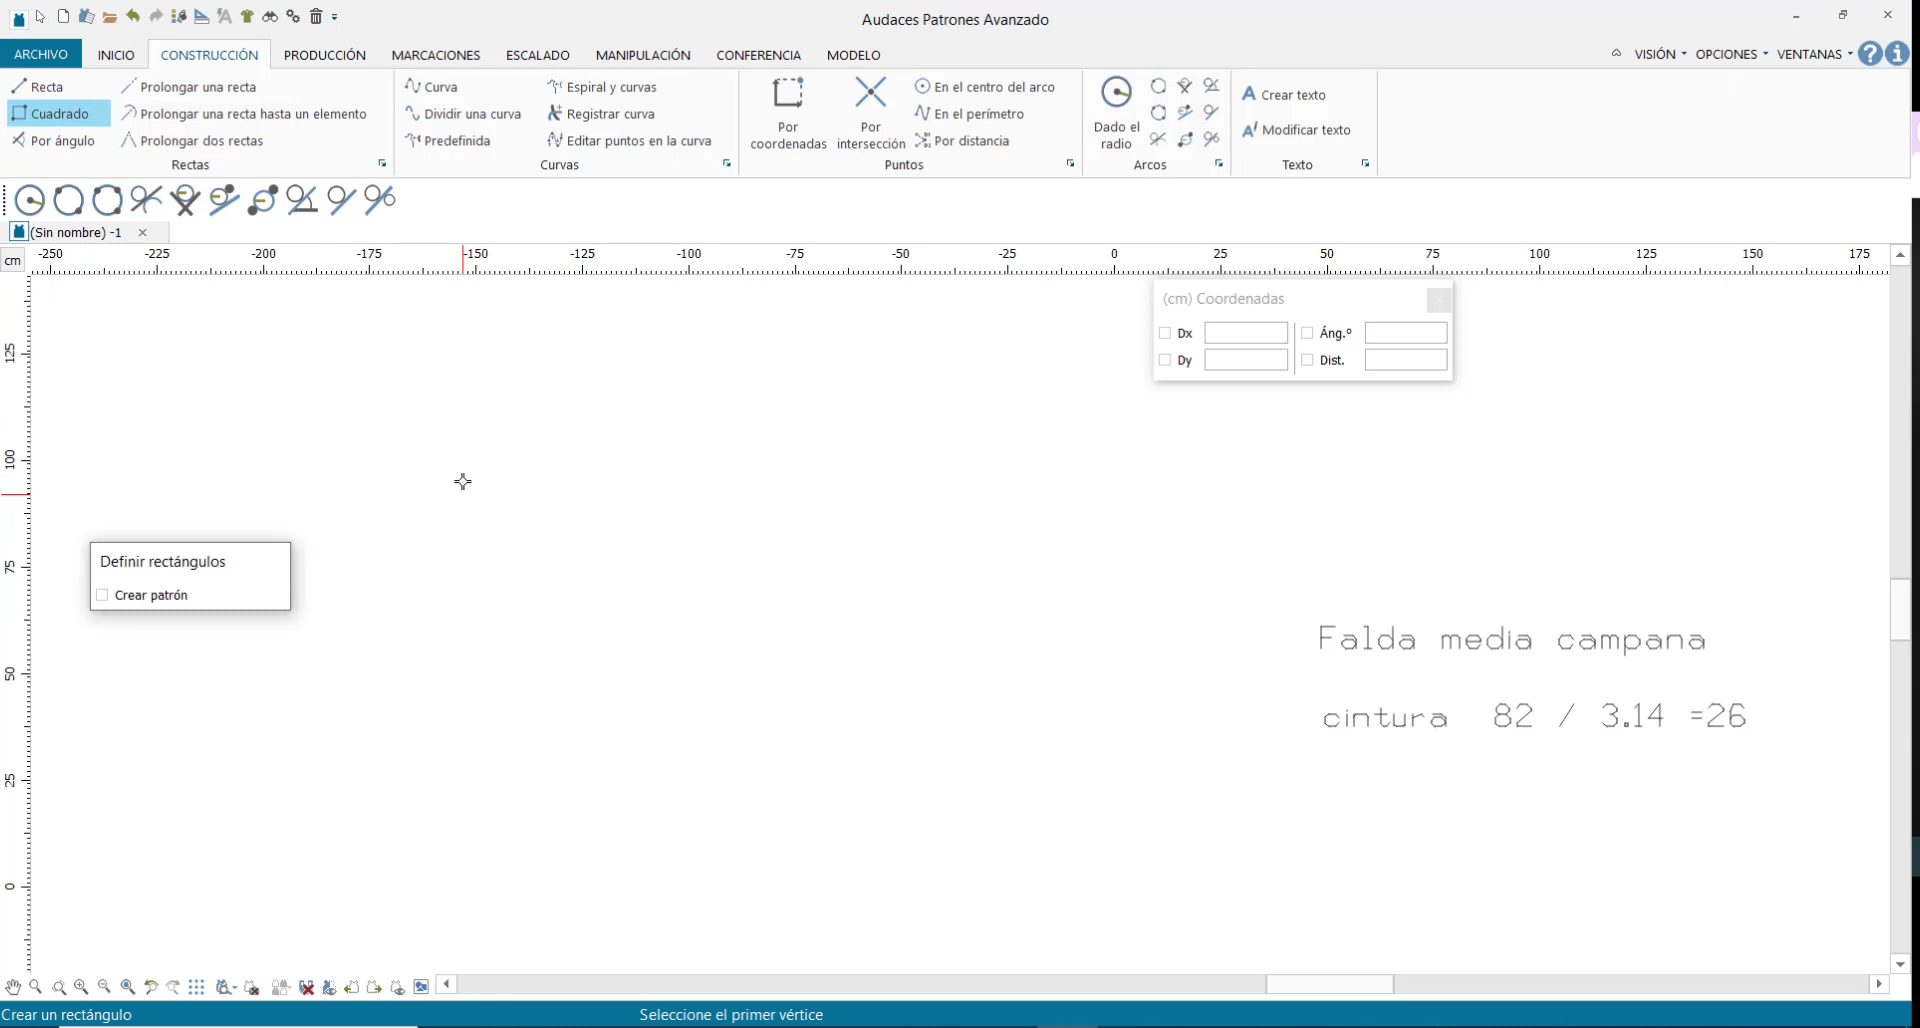 Audaces Patrones Avanzado
ARCHIVO INICIO CONSTRUCCIÓN PRODUCCIÓN MARCACIONES ESCALADO MANIPULACIÓN CONFERENCIA MODELO VISIÓN OPCIONES VENTANAS
Recta Prolongar una recta Curva Espiral y curvas En el centro del arco
Crear texto
Cuadrado Prolongar una recta hasta un elemento Dividir una curva Registrar curva En el perímetro
Por Por Dado el Modificar texto
Por ángulo Prolongar dos rectas Predefinida Editar puntos en la curva coordenadas intersección Por distancia radio
Rectas Curvas Puntos Arcos Texto
(Sin nombre) -1
cm -250 -225 -200 -175 -150 -125 -100 -75 -50 -25 0 25 50 75 100 125 150 175
(cm) Coordenadas
Dx Áng.º
Dy Dist.
125
100
75
50
25
0
Definir rectángulos
Crear patrón
Falda media campana
cintura 82 / 3.14 =26
Crear un rectángulo Seleccione el primer vértice